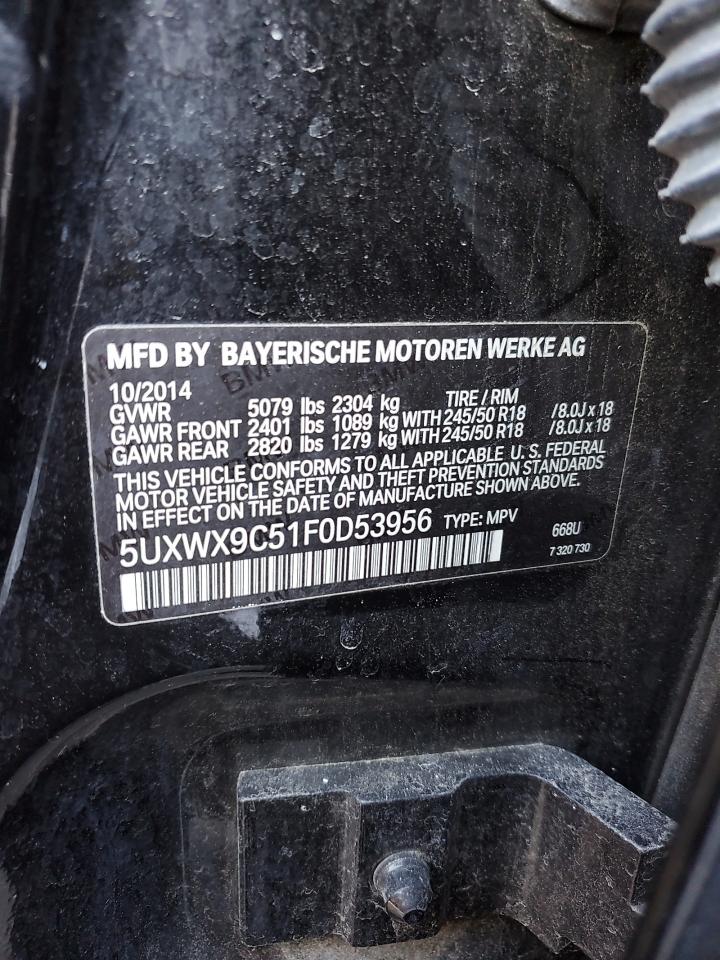 MFD BY BAYERISCHE MOTOREN WERKE AG
10/2014 TIRE / RIM
GVWR 5079 lbs 2304 kg
GAWR FRONT 2401 lbs 1089 kg WITH 245/50 R18 /8.0J x 18
GAWR REAR 2820 lbs 1279 kg WITH 245/50 R18 /8.0J x 18
THIS VEHICLE CONFORMS TO ALL APPLICABLE U. S. FEDERAL
MOTOR VEHICLE SAFETY AND THEFT PREVENTION STANDARDS
IN EFFECT ON THE DATE OF MANUFACTURE SHOWN ABOVE.
5UXWX9C51F0D53956 TYPE: MPV 668U
7 320 730